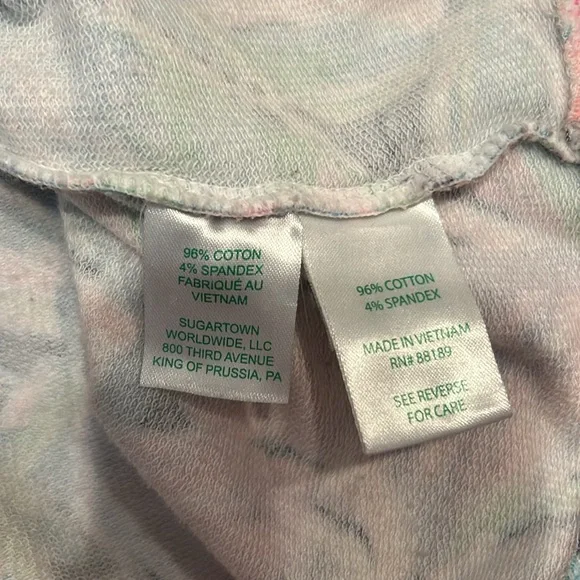 96% COTON
4% SPANDEX
FABRIQUÉ AU
VIETNAM
SUGARTOWN
WORLDWIDE, LLC
800 THIRD AVENUE
KING OF PRUSSIA, PA
96% COTTON
4% SPANDEX
MADE IN VIETNAM
RN# 88189
SEE REVERSE
FOR CARE